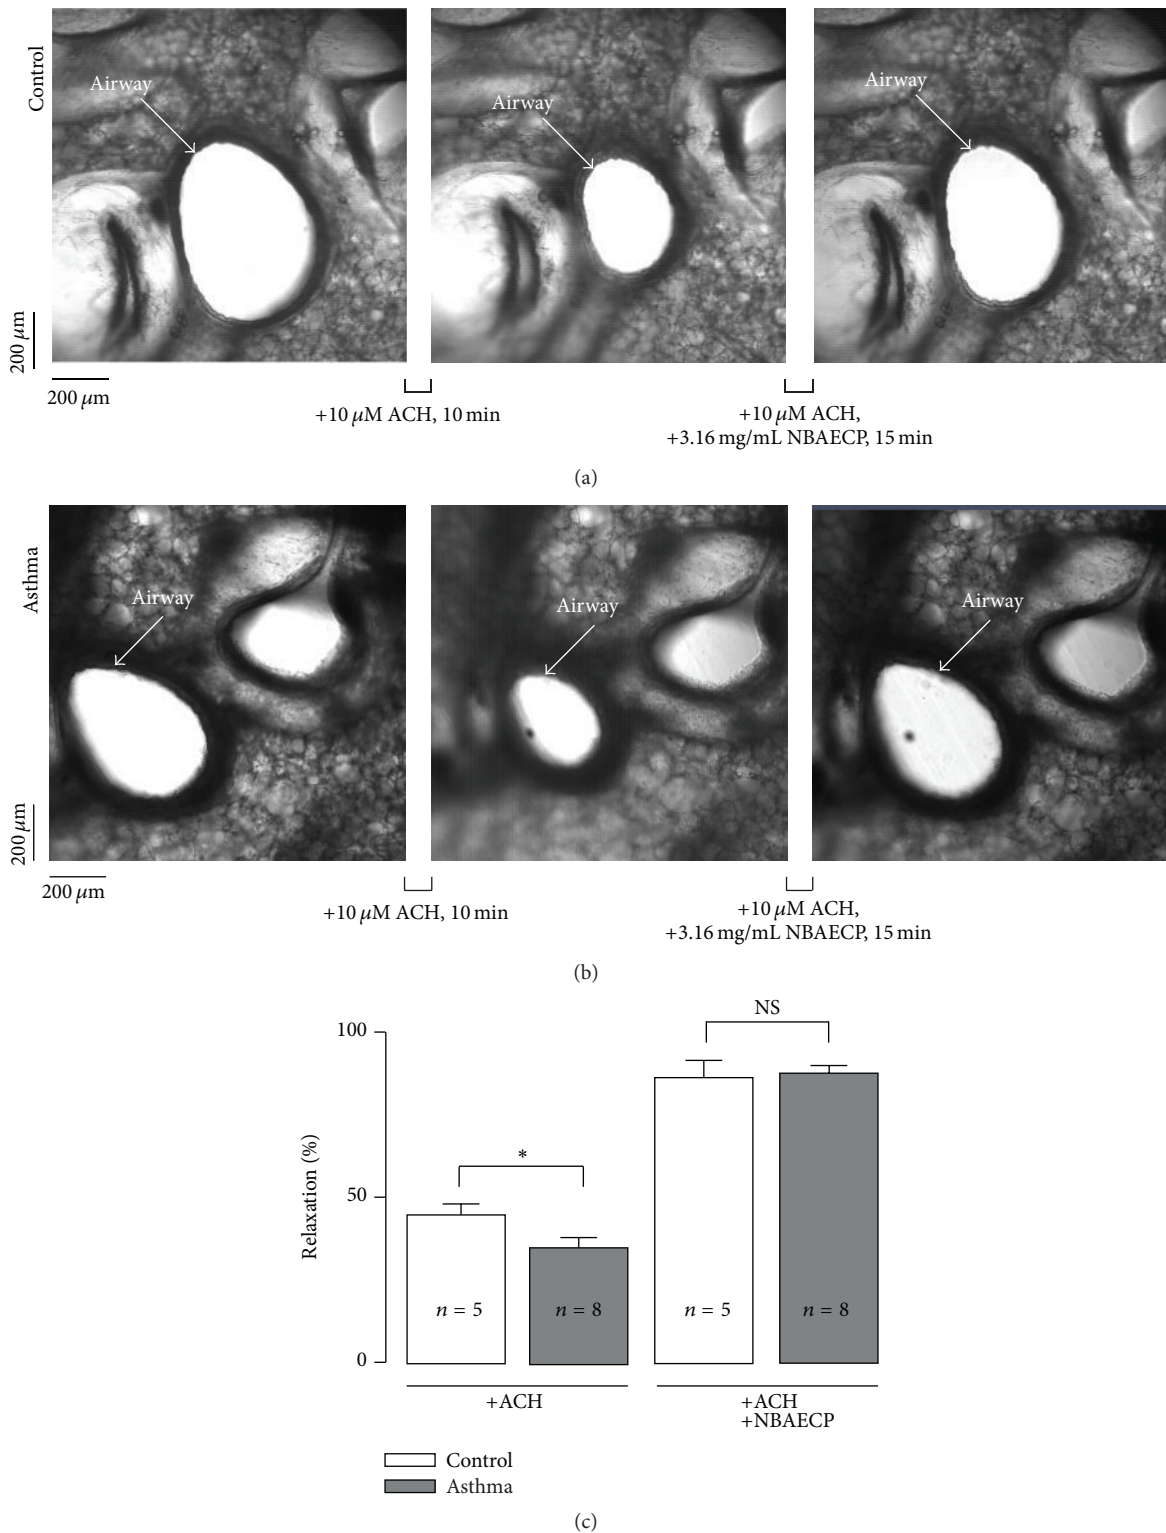 Control
Airway
Airway
Airway
200 μm
200 μm
+10 μM ACH, 10 min
+10 μM ACH,
+3.16 mg/mL NBAECP, 15 min
(a)
Asthma
Airway
Airway
Airway
200 μm
200 μm
+10 μM ACH, 10 min
+10 μM ACH,
+3.16 mg/mL NBAECP, 15 min
(b)
NS
100
*
50
Relaxation (%)
n = 5
n = 8
n = 5
n = 8
0
+ACH
+ACH
+NBAECP
Control
Asthma
(c)